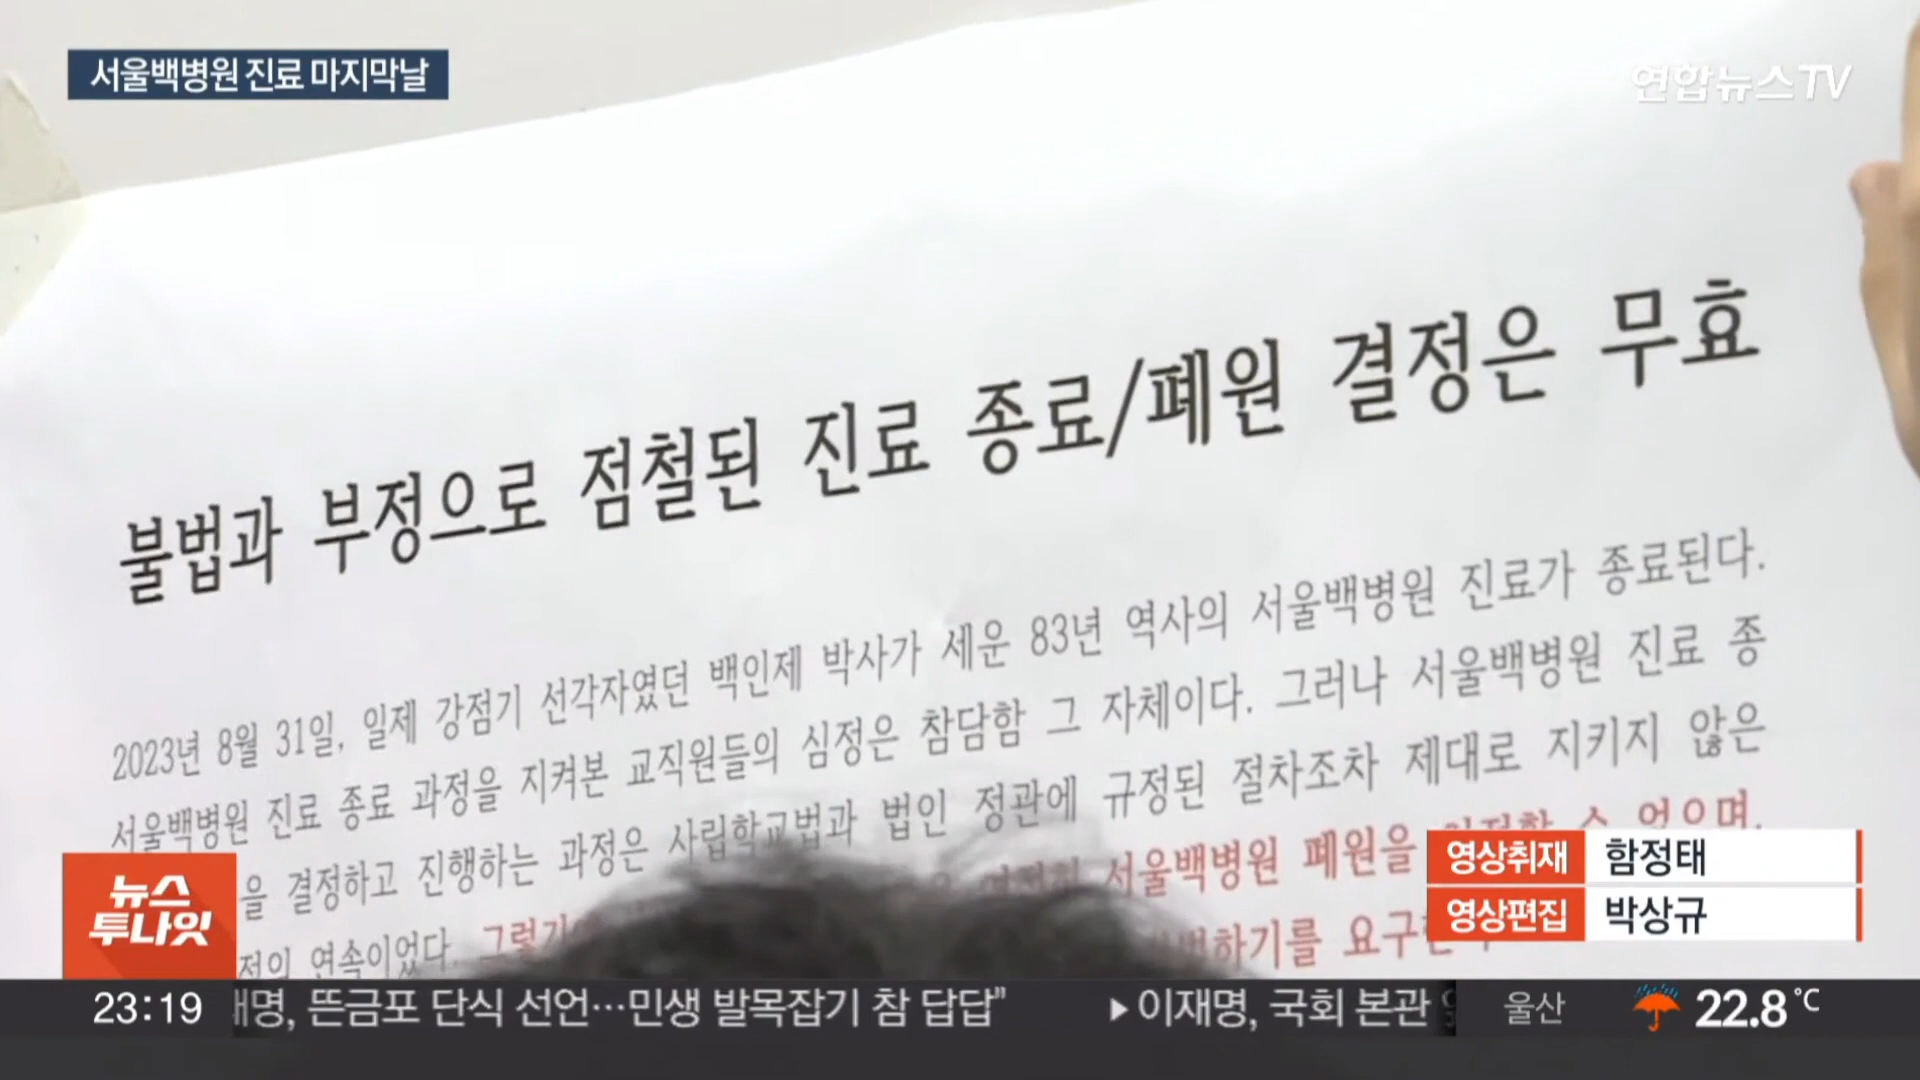 서울백병원 진료 마지막날
연합뉴스TV
불법과 부정으로 점철된 진료 종료/폐원 결정은 무효
2023년 8월 31일, 일제 강점기 선각자였던 백인제 박사가 세운 83년 역사의 서울백병원 진료가 종료된다.
서울백병원 진료 종료 과정을 지켜본 교직원들의 심정은 참담함 그 자체이다. 그러나 서울백병원 진료 종
을 결정하고 진행하는 과정은 사립학교법과 법인 정관에 규정된 절차조차 제대로 지키지 않은
연속이었다. 서울백병원 폐원을 수 없으며,
요구
영상취재 함정태
영상편집 박상규
뉴스
투나잇
23:19 재명, 뜬금포 단식 선언…민생 발목잡기 참 답답” ▶이재명, 국회 본관 울산 22.8℃